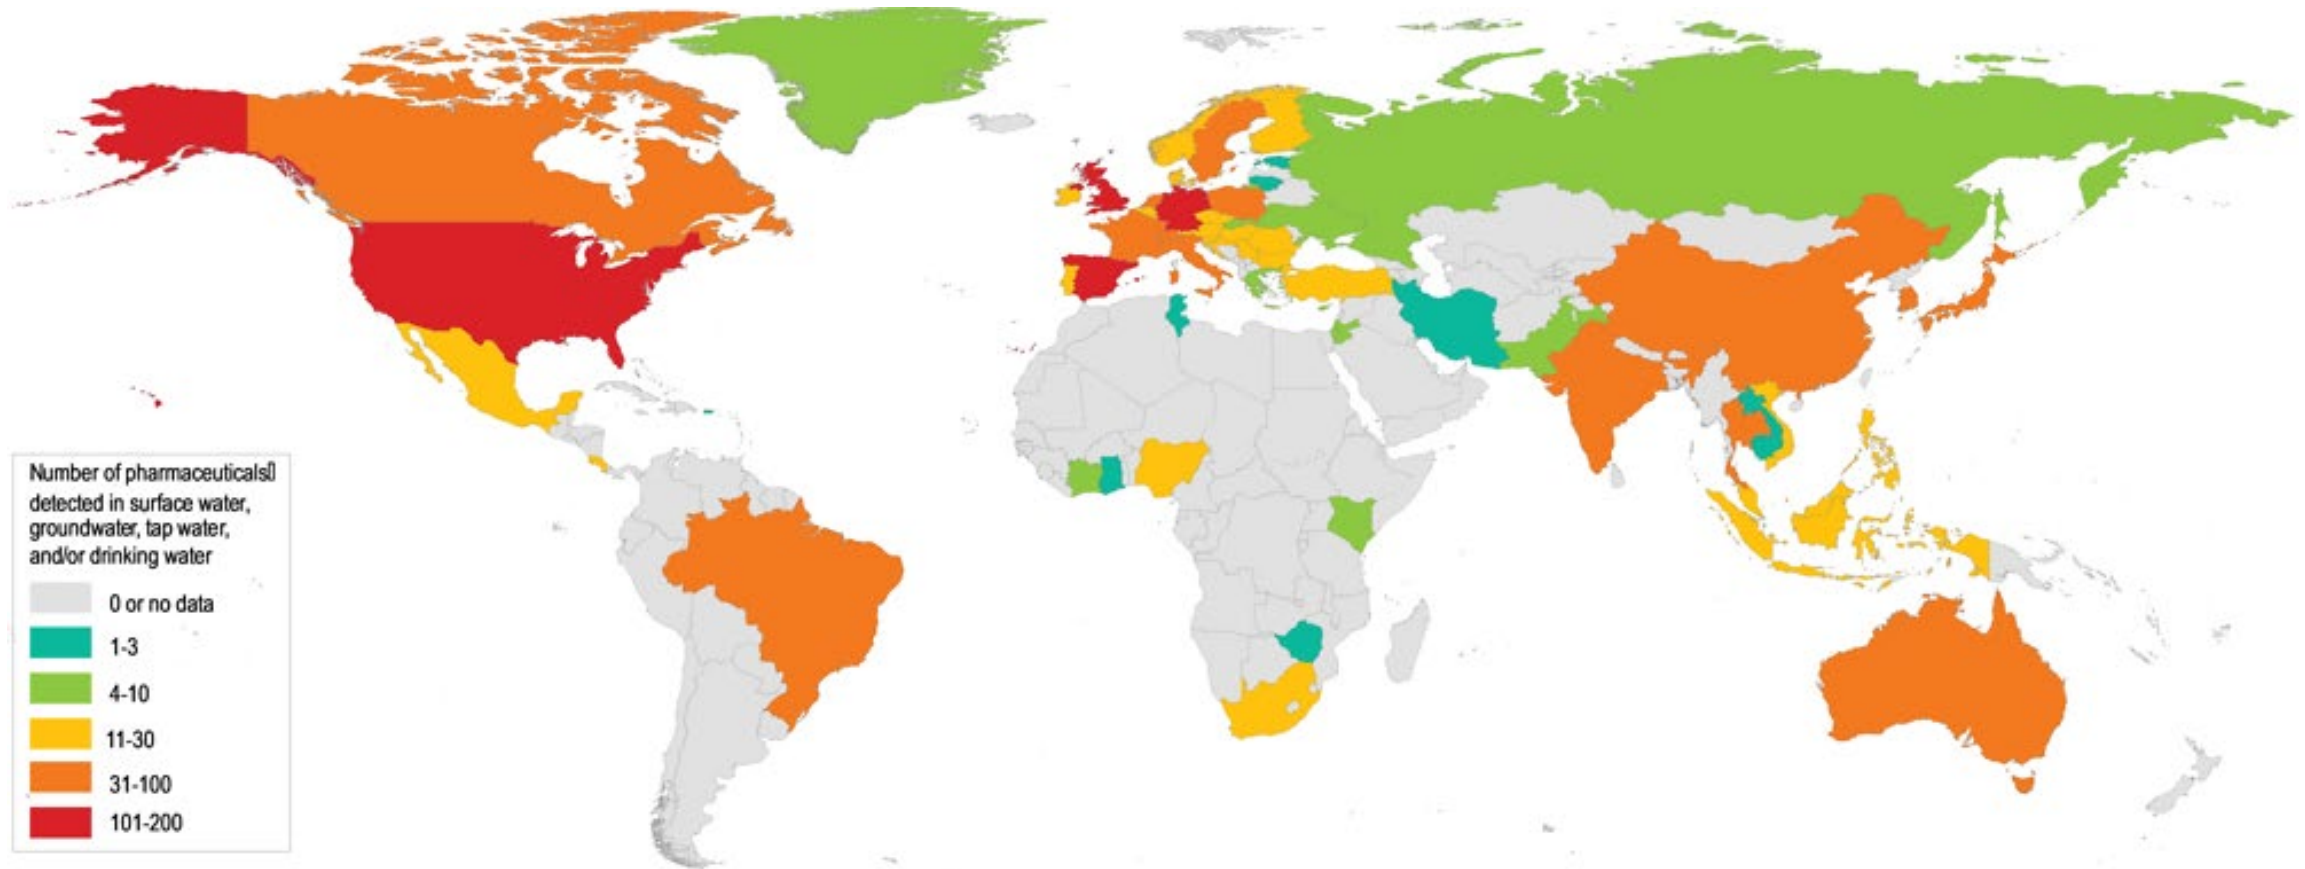 Number of pharmaceuticals▯
detected in surface water,
groundwater, tap water,
and/or drinking water
0 or no data
1-3
4-10
11-30
31-100
101-200